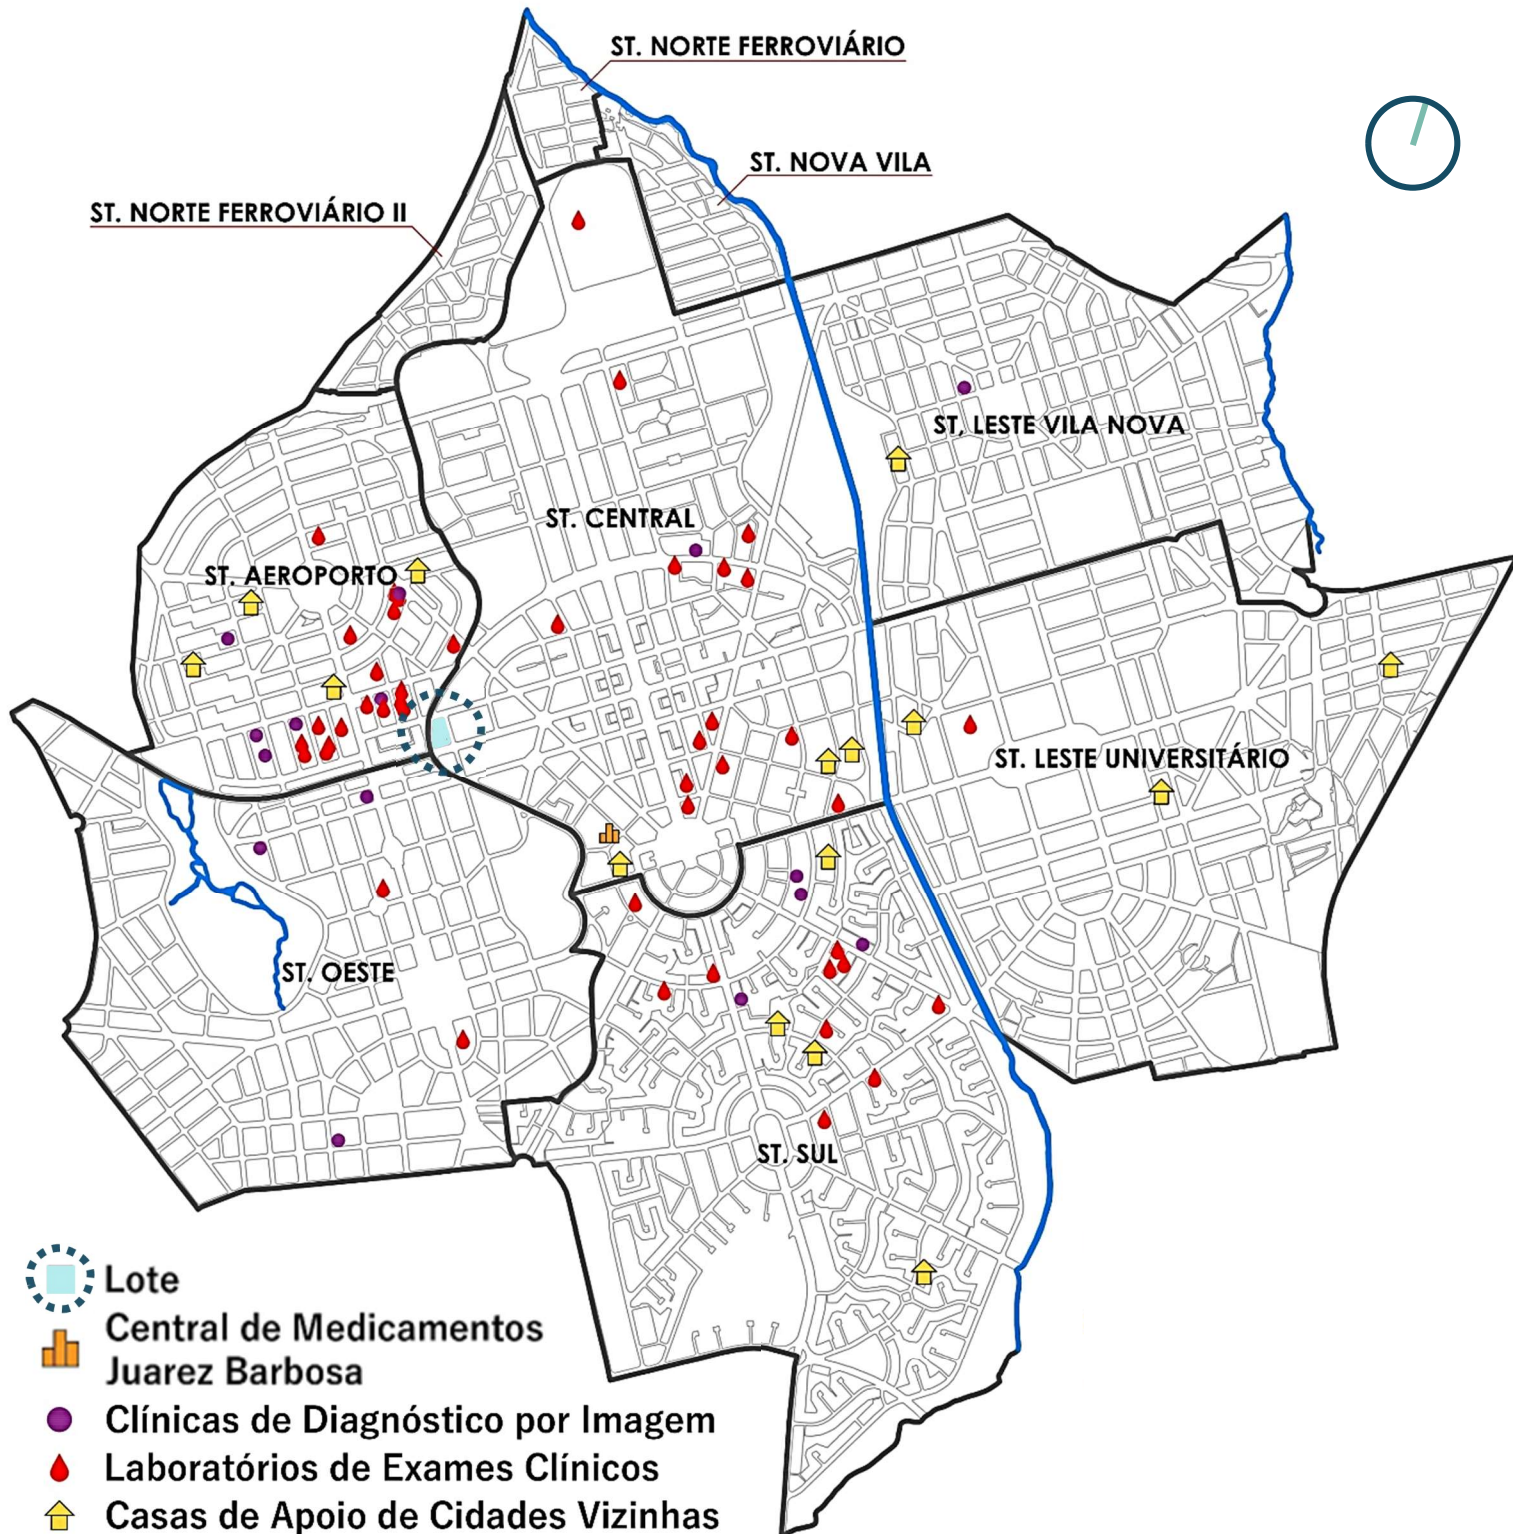 ST. NORTE FERROVIÁRIO
ST. NOVA VILA
ST. NORTE FERROVIÁRIO II
ST, LESTE VILA NOVA
ST. CENTRAL
ST. AEROPORTO
ST. LESTE UNIVERSITÁRIO
ST. OESTE
ST. SUL
Lote
Central de Medicamentos
Juarez Barbosa
Clínicas de Diagnóstico por Imagem
Laboratórios de Exames Clínicos
Casas de Apoio de Cidades Vizinhas